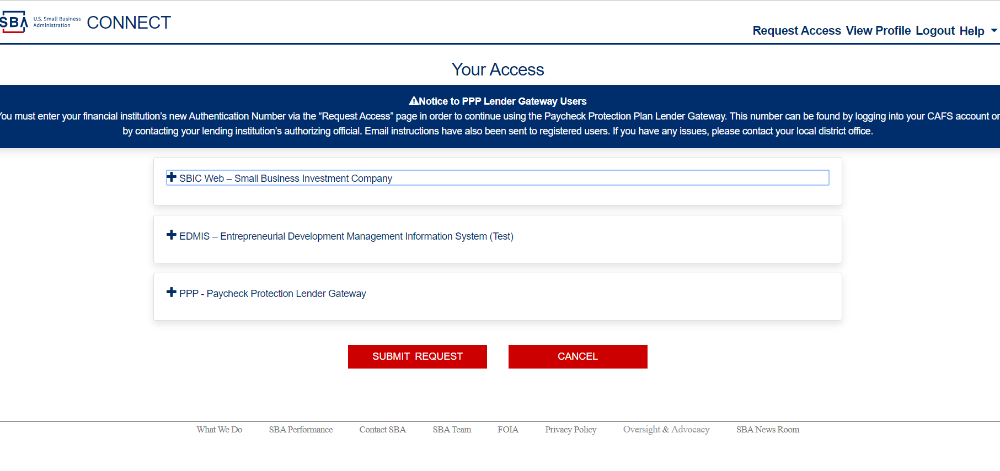 SBA U.S. Small Business Administration CONNECT
Request Access View Profile Logout Help
Your Access
Notice to PPP Lender Gateway Users
You must enter your financial institution’s new Authentication Number via the “Request Access” page in order to continue using the Paycheck Protection Plan Lender Gateway. This number can be found by logging into your CAFS account or
by contacting your lending institution’s authorizing official. Email instructions have also been sent to registered users. If you have any issues, please contact your local district office.
SBIC Web – Small Business Investment Company
EDMIS – Entrepreneurial Development Management Information System (Test)
PPP - Paycheck Protection Lender Gateway
SUBMIT REQUEST CANCEL
What We Do SBA Performance Contact SBA SBA Team FOIA Privacy Policy Oversight & Advocacy SBA News Room